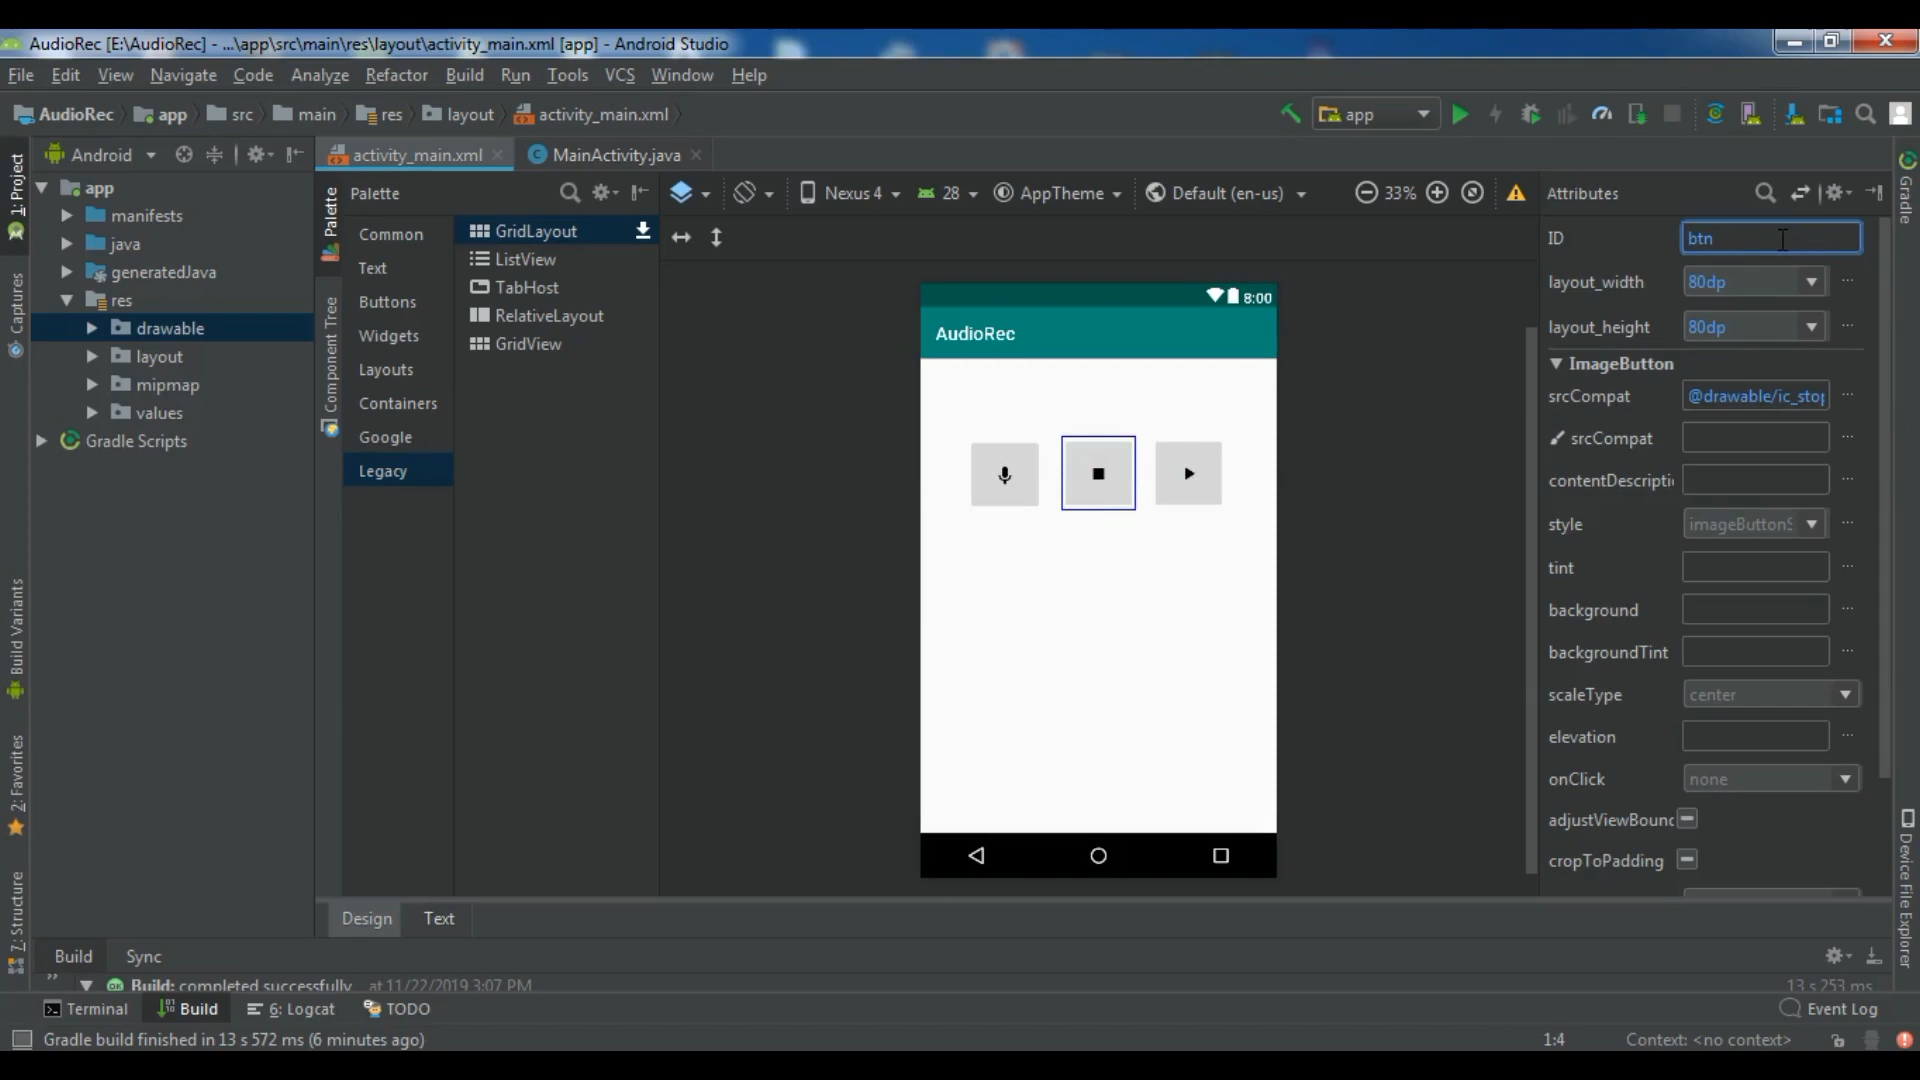 AudioRec [E:\AudioRec] - ...\app\src\main\res\layout\activity_main.xml [app] - Android Studio
File Edit View Navigate Code Analyze Refactor Build Run Tools VCS Window Help
AudioRec app src main res layout activity_main.xml
app
1: Project
Captures
Build Variants
2: Favorites
7: Structure
Android
app
manifests
java
generatedJava
res
drawable
layout
mipmap
values
Gradle Scripts
activity_main.xml
MainActivity.java
Palette
Component Tree
Palette
Common
Text
Buttons
Widgets
Layouts
Containers
Google
Legacy
GridLayout
ListView
TabHost
RelativeLayout
GridView
Nexus 4
28
AppTheme
Default (en-us)
33%
8:00
AudioRec
Attributes
ID btn
layout_width 80dp
layout_height 80dp
ImageButton
srcCompat @drawable/ic_stop
srcCompat
contentDescripti
style imageButtonS
tint
background
backgroundTint
scaleType center
elevation
onClick none
adjustViewBounc
cropToPadding
Gradle
Device File Explorer
Design Text
Build Sync
Build: completed successfully at 11/22/2019 3:07 PM
13 s 253 ms
Terminal Build 6: Logcat TODO
Event Log
Gradle build finished in 13 s 572 ms (6 minutes ago)
1:4
Context: <no context>